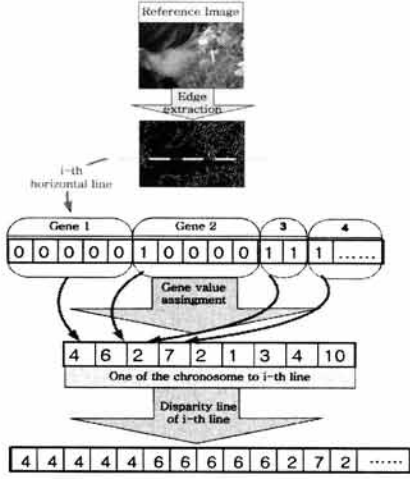 Reference Image
Edge
extraction
i-th
horizontal line
Gene 1 Gene 2 3 4
0 0 0 0 0 1 0 0 0 0 1 1 1 ......
Gene value
assingment
4 6 2 7 2 1 3 4 10
One of the chronosome to i-th line
Disparity line
of i-th line
4 4 4 4 4 6 6 6 6 6 2 7 2 ......